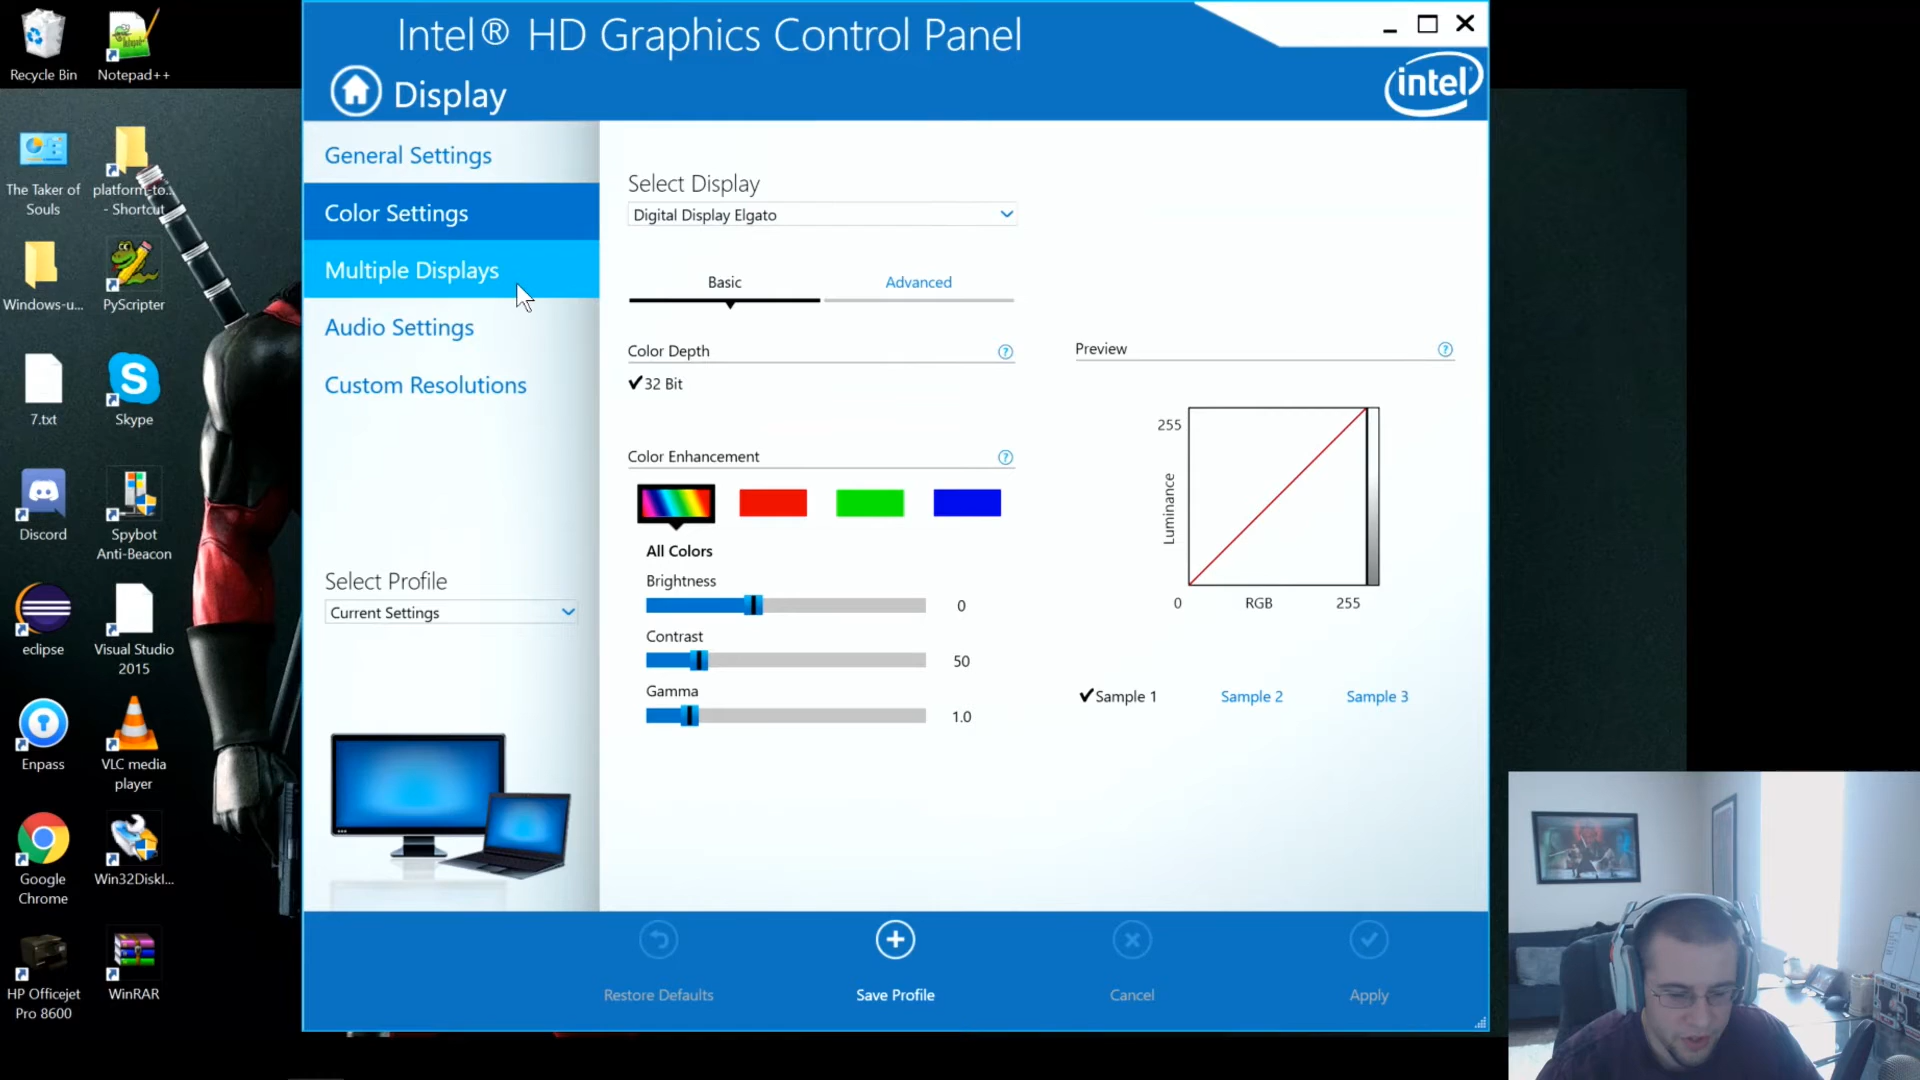 Recycle Bin
Notepad++
The Taker of
Souls
platform-to...
- Shortcut
Windows-u...
PyScripter
7.txt
Skype
Discord
Spybot
Anti-Beacon
eclipse
Visual Studio
2015
Enpass
VLC media
player
Google
Chrome
Win32DiskI...
HP Officejet
Pro 8600
WinRAR
Intel® HD Graphics Control Panel
Display
intel
General Settings
Color Settings
Multiple Displays
Audio Settings
Custom Resolutions
Select Profile
Current Settings
Select Display
Digital Display Elgato
Basic
Advanced
Color Depth
?
32 Bit
Color Enhancement
?
All Colors
Brightness
0
Contrast
50
Gamma
1.0
Preview
?
255
Luminance
0
RGB
255
Sample 1
Sample 2
Sample 3
Restore Defaults
Save Profile
Cancel
Apply